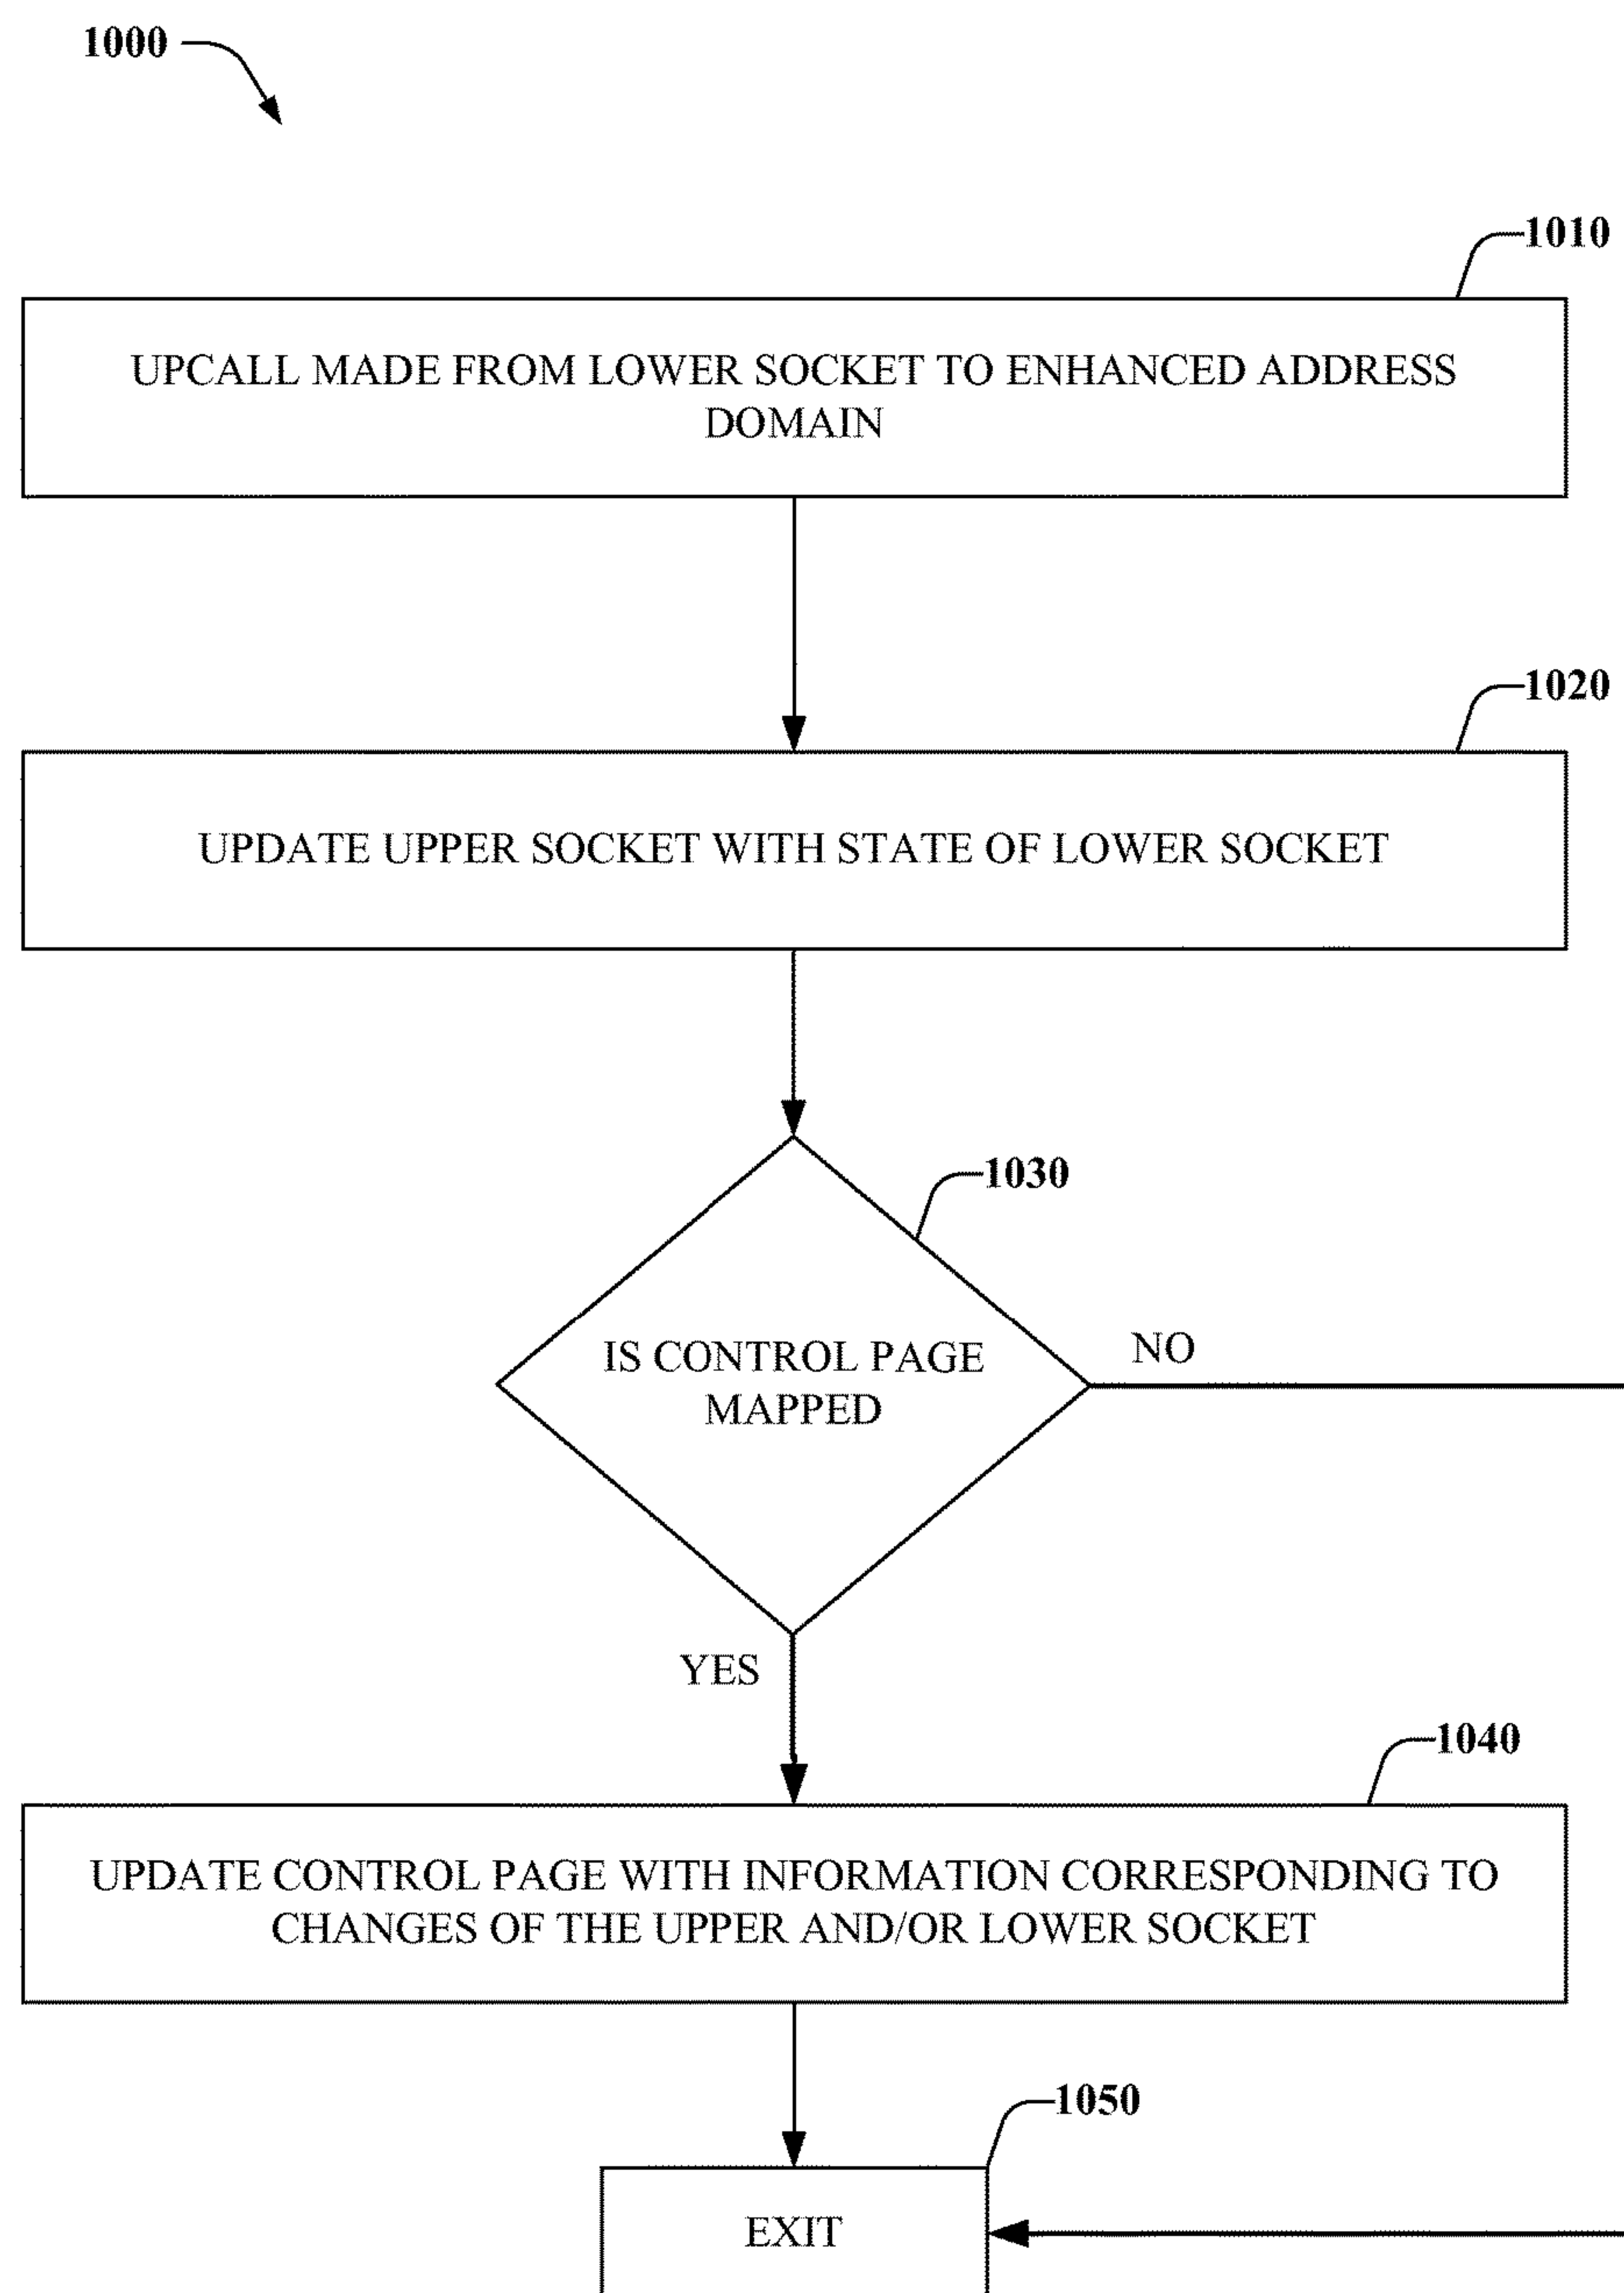 1000
1010
UPCALL MADE FROM LOWER SOCKET TO ENHANCED ADDRESS
DOMAIN
1020
UPDATE UPPER SOCKET WITH STATE OF LOWER SOCKET
1030
IS CONTROL PAGE
MAPPED
NO
YES
1040
UPDATE CONTROL PAGE WITH INFORMATION CORRESPONDING TO
CHANGES OF THE UPPER AND/OR LOWER SOCKET
1050
EXIT